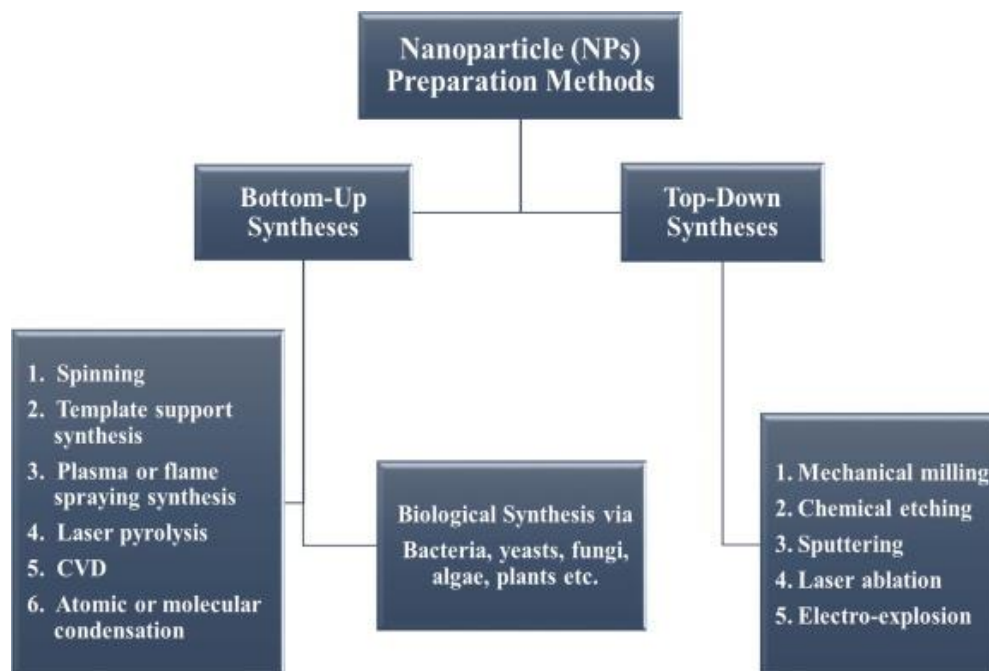 Nanoparticle (NPs)
Preparation Methods
Bottom-Up
Syntheses
Top-Down
Syntheses
1. Spinning
2. Template support
synthesis
3. Plasma or flame
spraying synthesis
4. Laser pyrolysis
5. CVD
6. Atomic or molecular
condensation
Biological Synthesis via
Bacteria, yeasts, fungi,
algae, plants etc.
1. Mechanical milling
2. Chemical etching
3. Sputtering
4. Laser ablation
5. Electro-explosion